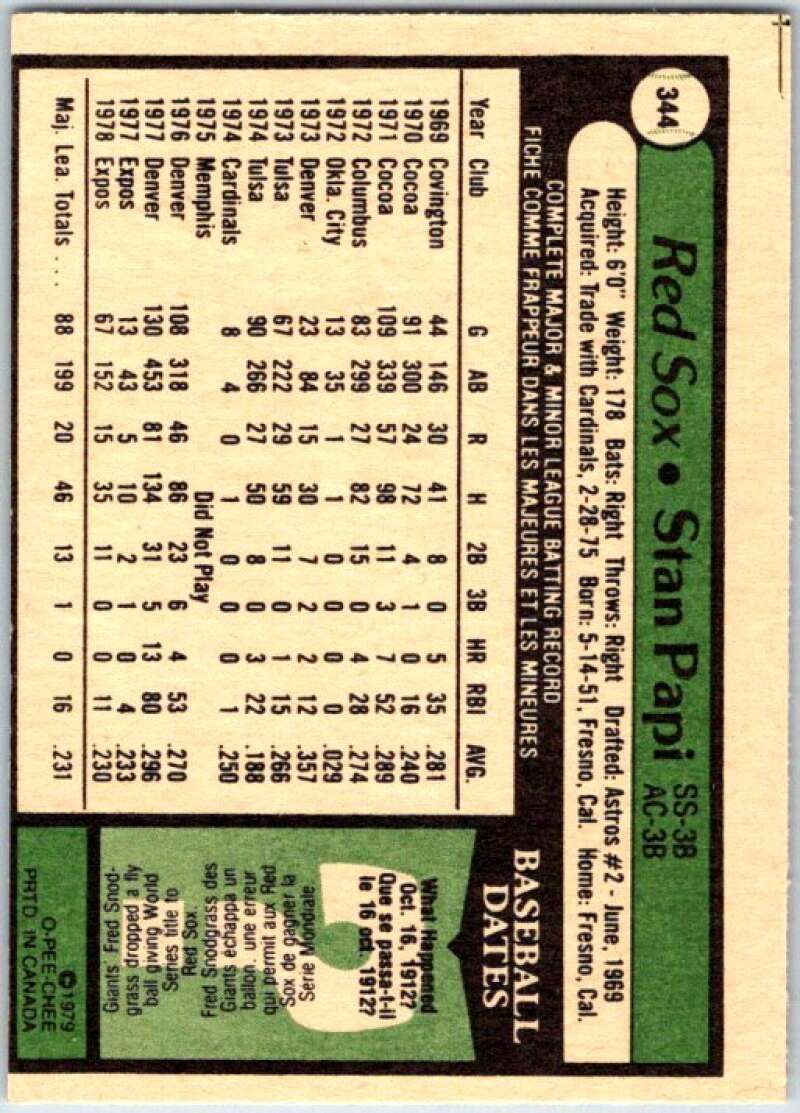 344
Red Sox • Stan Papi SS-3B
AC-3B
Height: 6'0" Weight: 178 Bats: Right Throws: Right Drafted: Astros #2 - June, 1969
Acquired: Trade with Cardinals, 2-28-75 Born: 5-14-51, Fresno, Cal. Home: Fresno, Cal.
COMPLETE MAJOR & MINOR LEAGUE BATTING RECORD
FICHE COMME FRAPPEUR DANS LES MAJEURES ET LES MINEURES
Year Club G AB R H 2B 3B HR RBI AVG.
1969 Covington 44 146 30 41 8 0 5 35 .281
1970 Cocoa 91 300 24 72 4 1 0 16 .240
1971 Cocoa 109 339 57 98 11 3 7 52 .289
1972 Columbus 83 299 27 82 15 0 4 28 .274
1972 Okla. City 13 35 1 1 0 0 0 0 .029
1973 Denver 23 84 15 30 7 2 2 12 .357
1973 Tulsa 67 222 29 59 11 0 1 15 .266
1974 Tulsa 90 266 27 50 8 0 3 22 .188
1974 Cardinals 8 4 0 1 0 0 0 1 .250
1975 Memphis Did Not Play
1976 Denver 108 318 46 86 23 6 4 53 .270
1977 Denver 130 453 81 134 31 5 13 80 .296
1977 Expos 13 43 5 10 2 1 0 4 .233
1978 Expos 67 152 15 35 11 0 0 11 .230
Maj. Lea. Totals . . . 88 199 20 46 13 1 0 16 .231
BASEBALL
DATES
What Happened
Oct. 16, 1912?
Que se passa-t-il
le 16 oct. 1912?
Giants Fred Snod-
grass dropped a fly
ball giving World
Series title to
Red Sox.
Fred Snodgrass des
Giants échappa un
ballon, une erreur
qui permit aux Red
Sox de gagner la
Série Mondiale
© 1979
O-PEE-CHEE
PRTD. IN CANADA